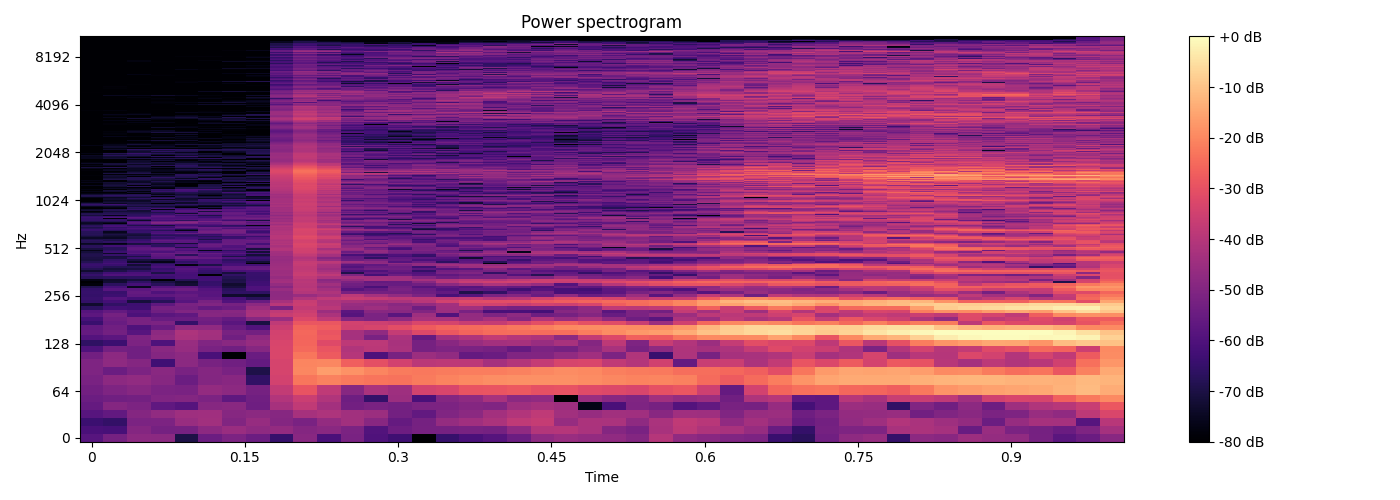 Power spectrogram
Hz
8192
4096
2048
1024
512
256
128
64
0
0 0.15 0.3 0.45 0.6 0.75 0.9
Time
+0 dB
-10 dB
-20 dB
-30 dB
-40 dB
-50 dB
-60 dB
-70 dB
-80 dB